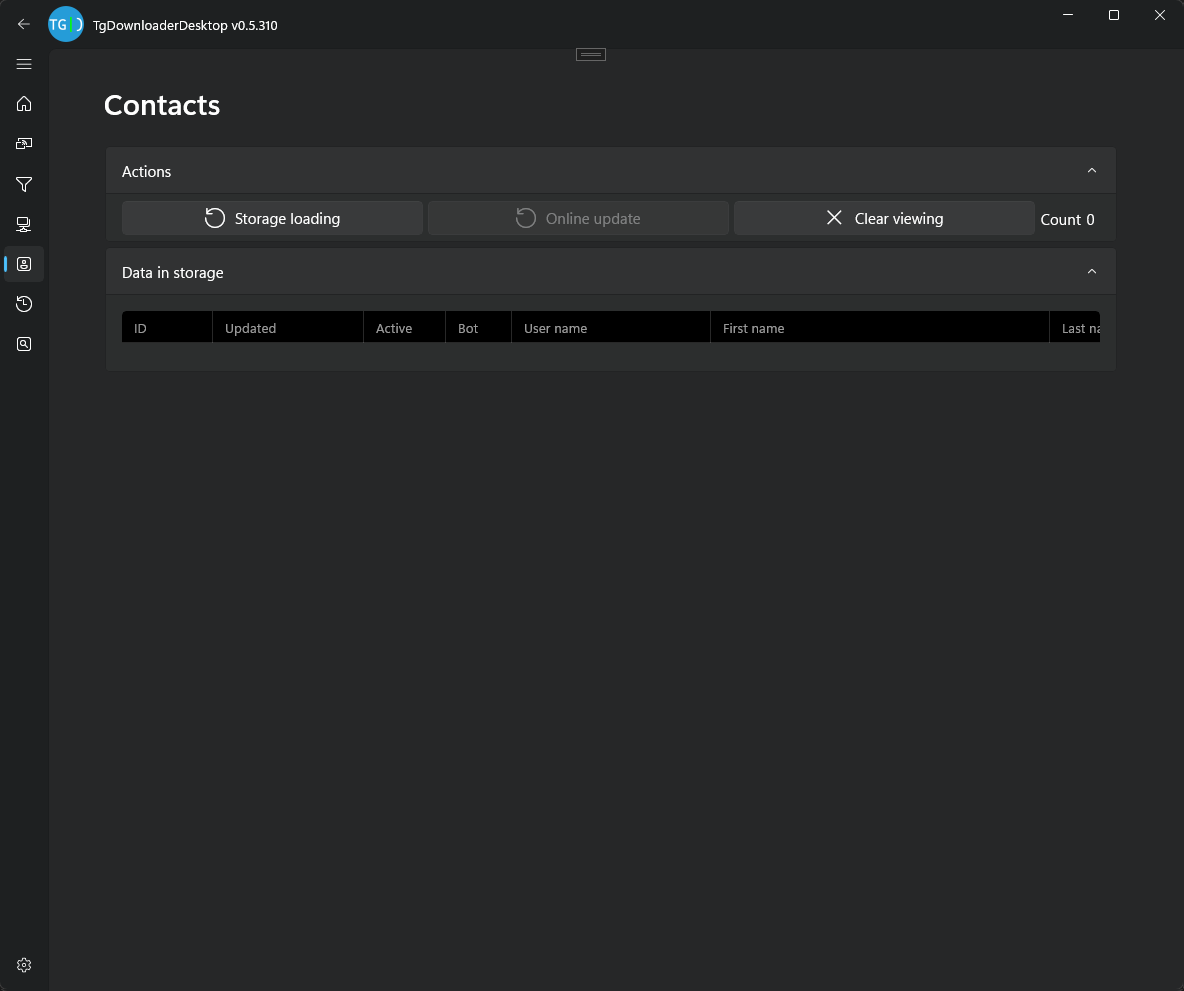 TG
TgDownloaderDesktop v0.5.310
Contacts
Actions
Storage loading
Online update
Clear viewing
Count 0
Data in storage
ID
Updated
Active
Bot
User name
First name
Last na